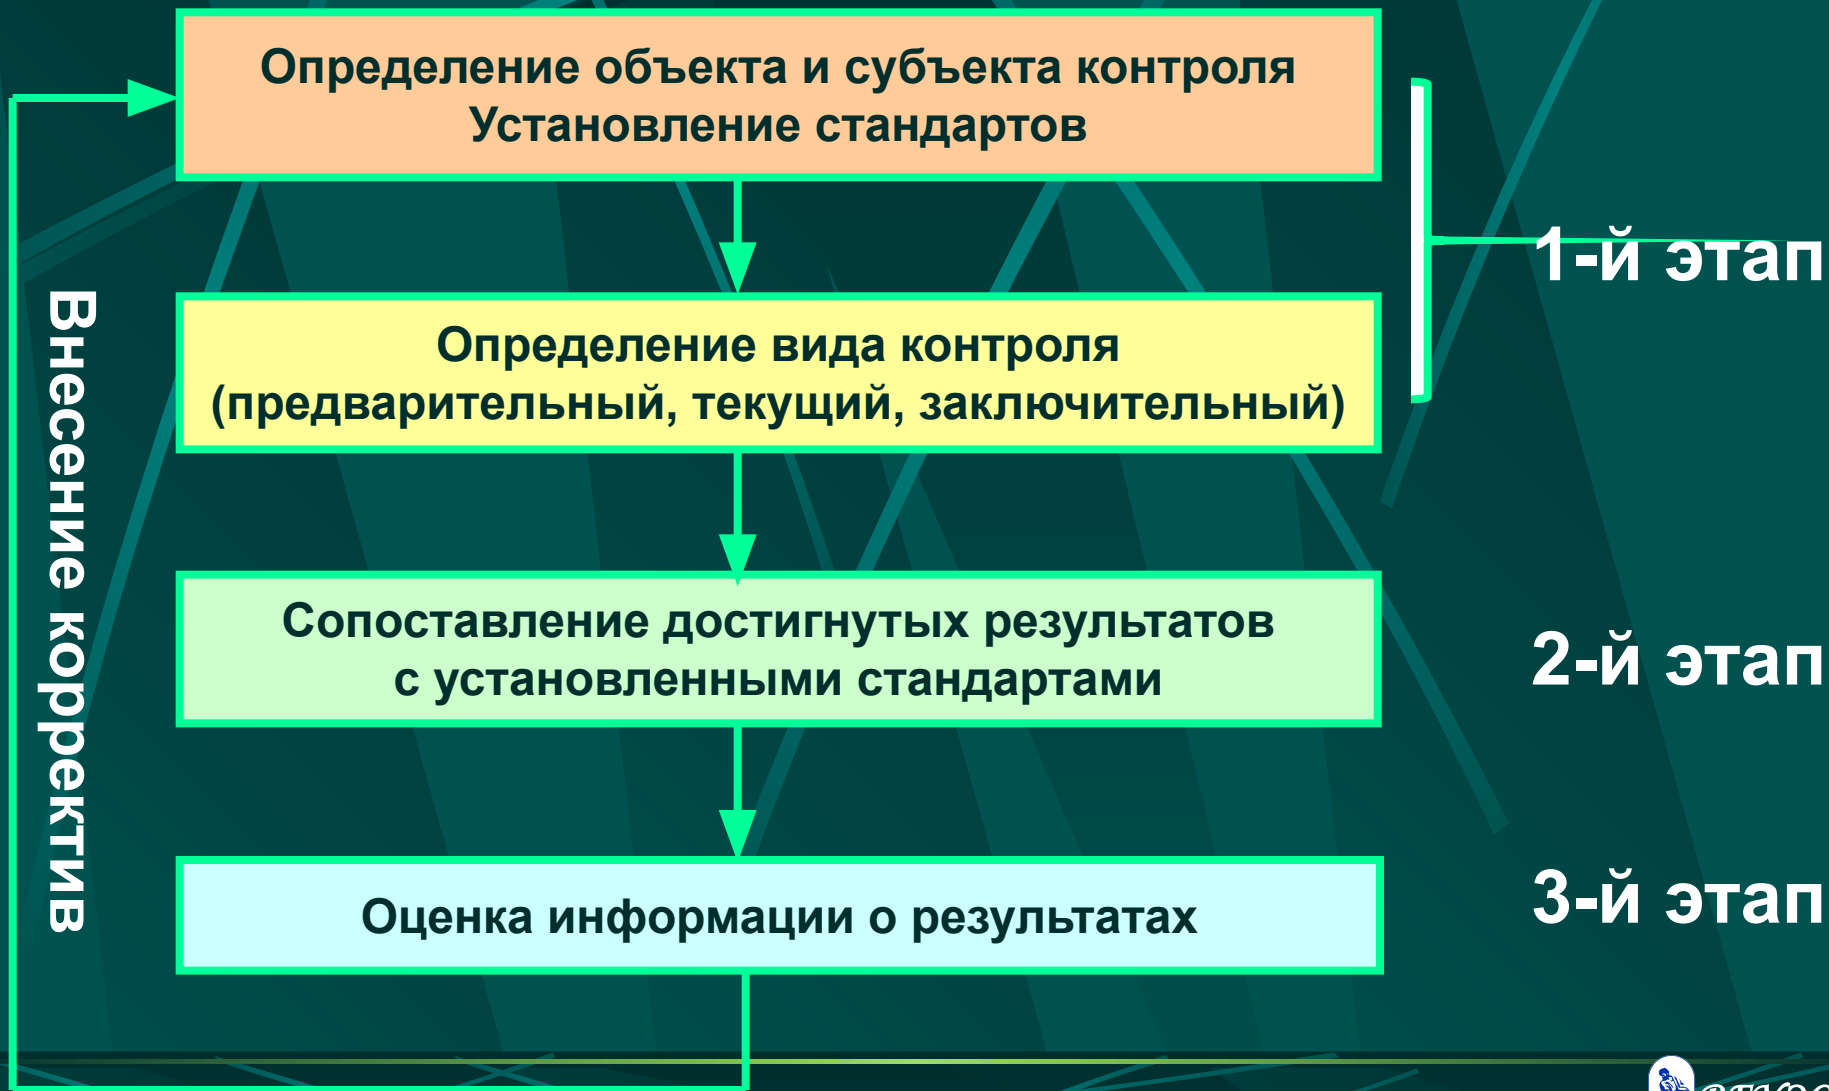 Определение объекта и субъекта контроля
Установление стандартов
1-й этап
Определение вида контроля
(предварительный, текущий, заключительный)
Внесение корректив
Сопоставление достигнутых результатов
с установленными стандартами
2-й этап
Оценка информации о результатах
3-й этап